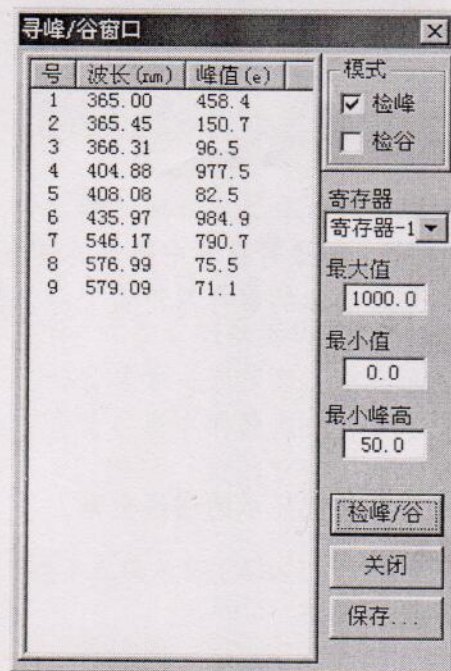 寻峰/谷窗口
号 波长(nm) 峰值(e)
1 365.00 458.4
2 365.45 150.7
3 366.31 96.5
4 404.88 977.5
5 408.08 82.5
6 435.97 984.9
7 546.17 790.7
8 576.99 75.5
9 579.09 71.1
模式
检峰
检谷
寄存器
寄存器-1
最大值
1000.0
最小值
0.0
最小峰高
50.0
检峰/谷
关闭
保存...